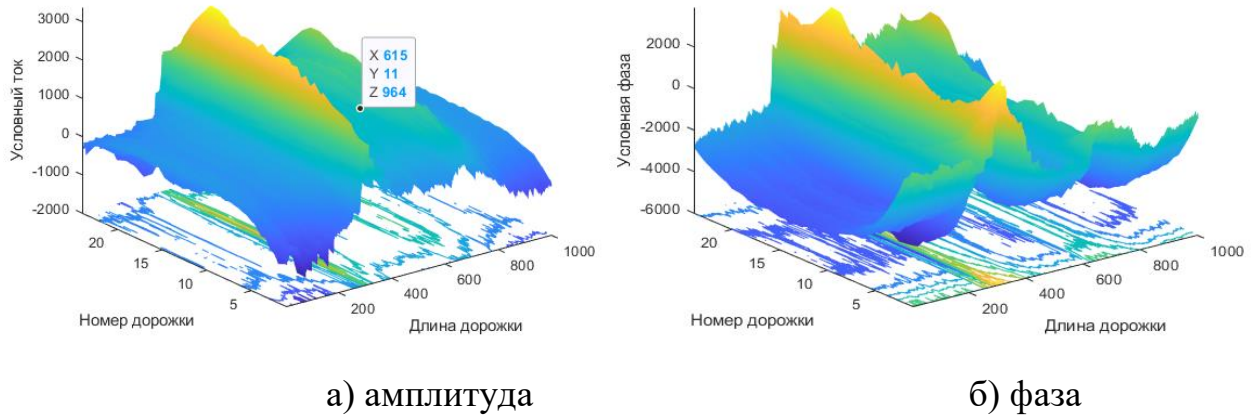 3000
2000
1000
0
-1000
-2000
Условный ток
X 615
Y 11
Z 964
20
15
10
5
Номер дорожки
200
400
600
800
1000
Длина дорожки
2000
0
-2000
-4000
-6000
Условная фаза
20
15
10
5
Номер дорожки
200
400
600
800
1000
Длина дорожки
а) амплитуда
б) фаза